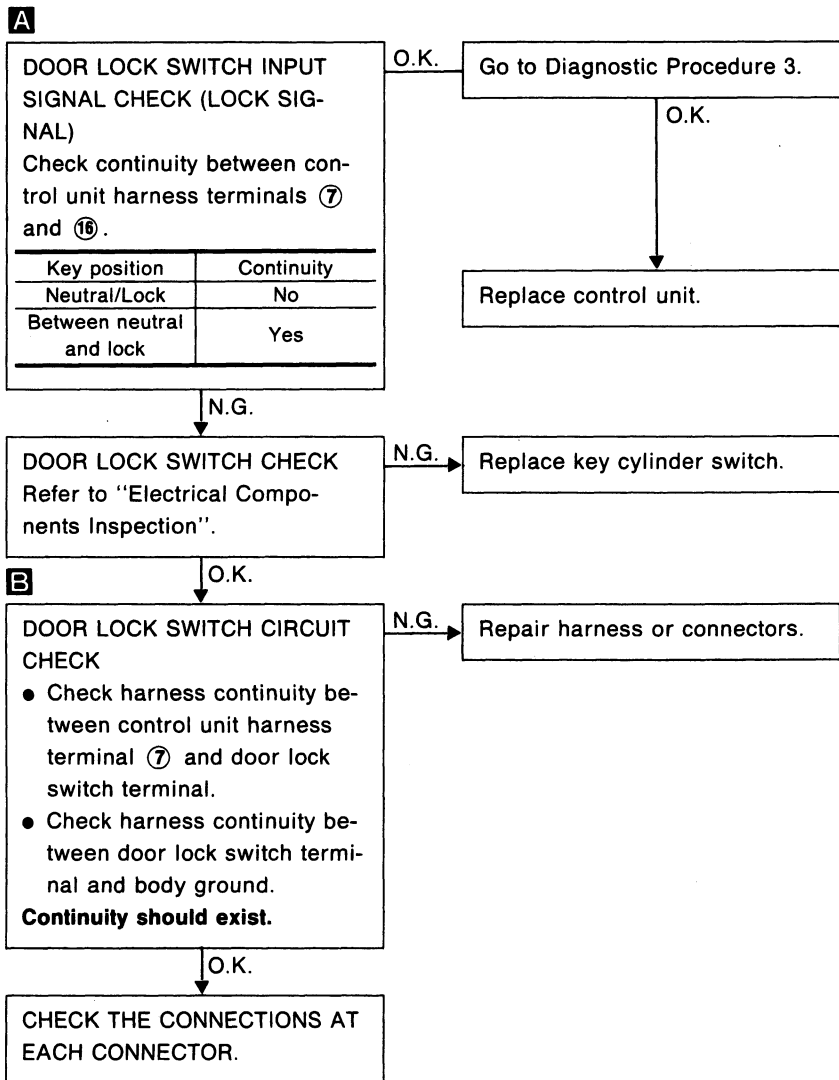 A
DOOR LOCK SWITCH INPUT
SIGNAL CHECK (LOCK SIG-
NAL)
Check continuity between con-
trol unit harness terminals ⑦
and ⑯.
Key position Continuity
Neutral/Lock No
Between neutral
and lock
Yes
O.K.
Go to Diagnostic Procedure 3.
O.K.
Replace control unit.
N.G.
DOOR LOCK SWITCH CHECK
Refer to "Electrical Compo-
nents Inspection".
N.G.
Replace key cylinder switch.
O.K.
B
DOOR LOCK SWITCH CIRCUIT
CHECK
● Check harness continuity be-
tween control unit harness
terminal ⑦ and door lock
switch terminal.
● Check harness continuity be-
tween door lock switch termi-
nal and body ground.
Continuity should exist.
N.G.
Repair harness or connectors.
O.K.
CHECK THE CONNECTIONS AT
EACH CONNECTOR.